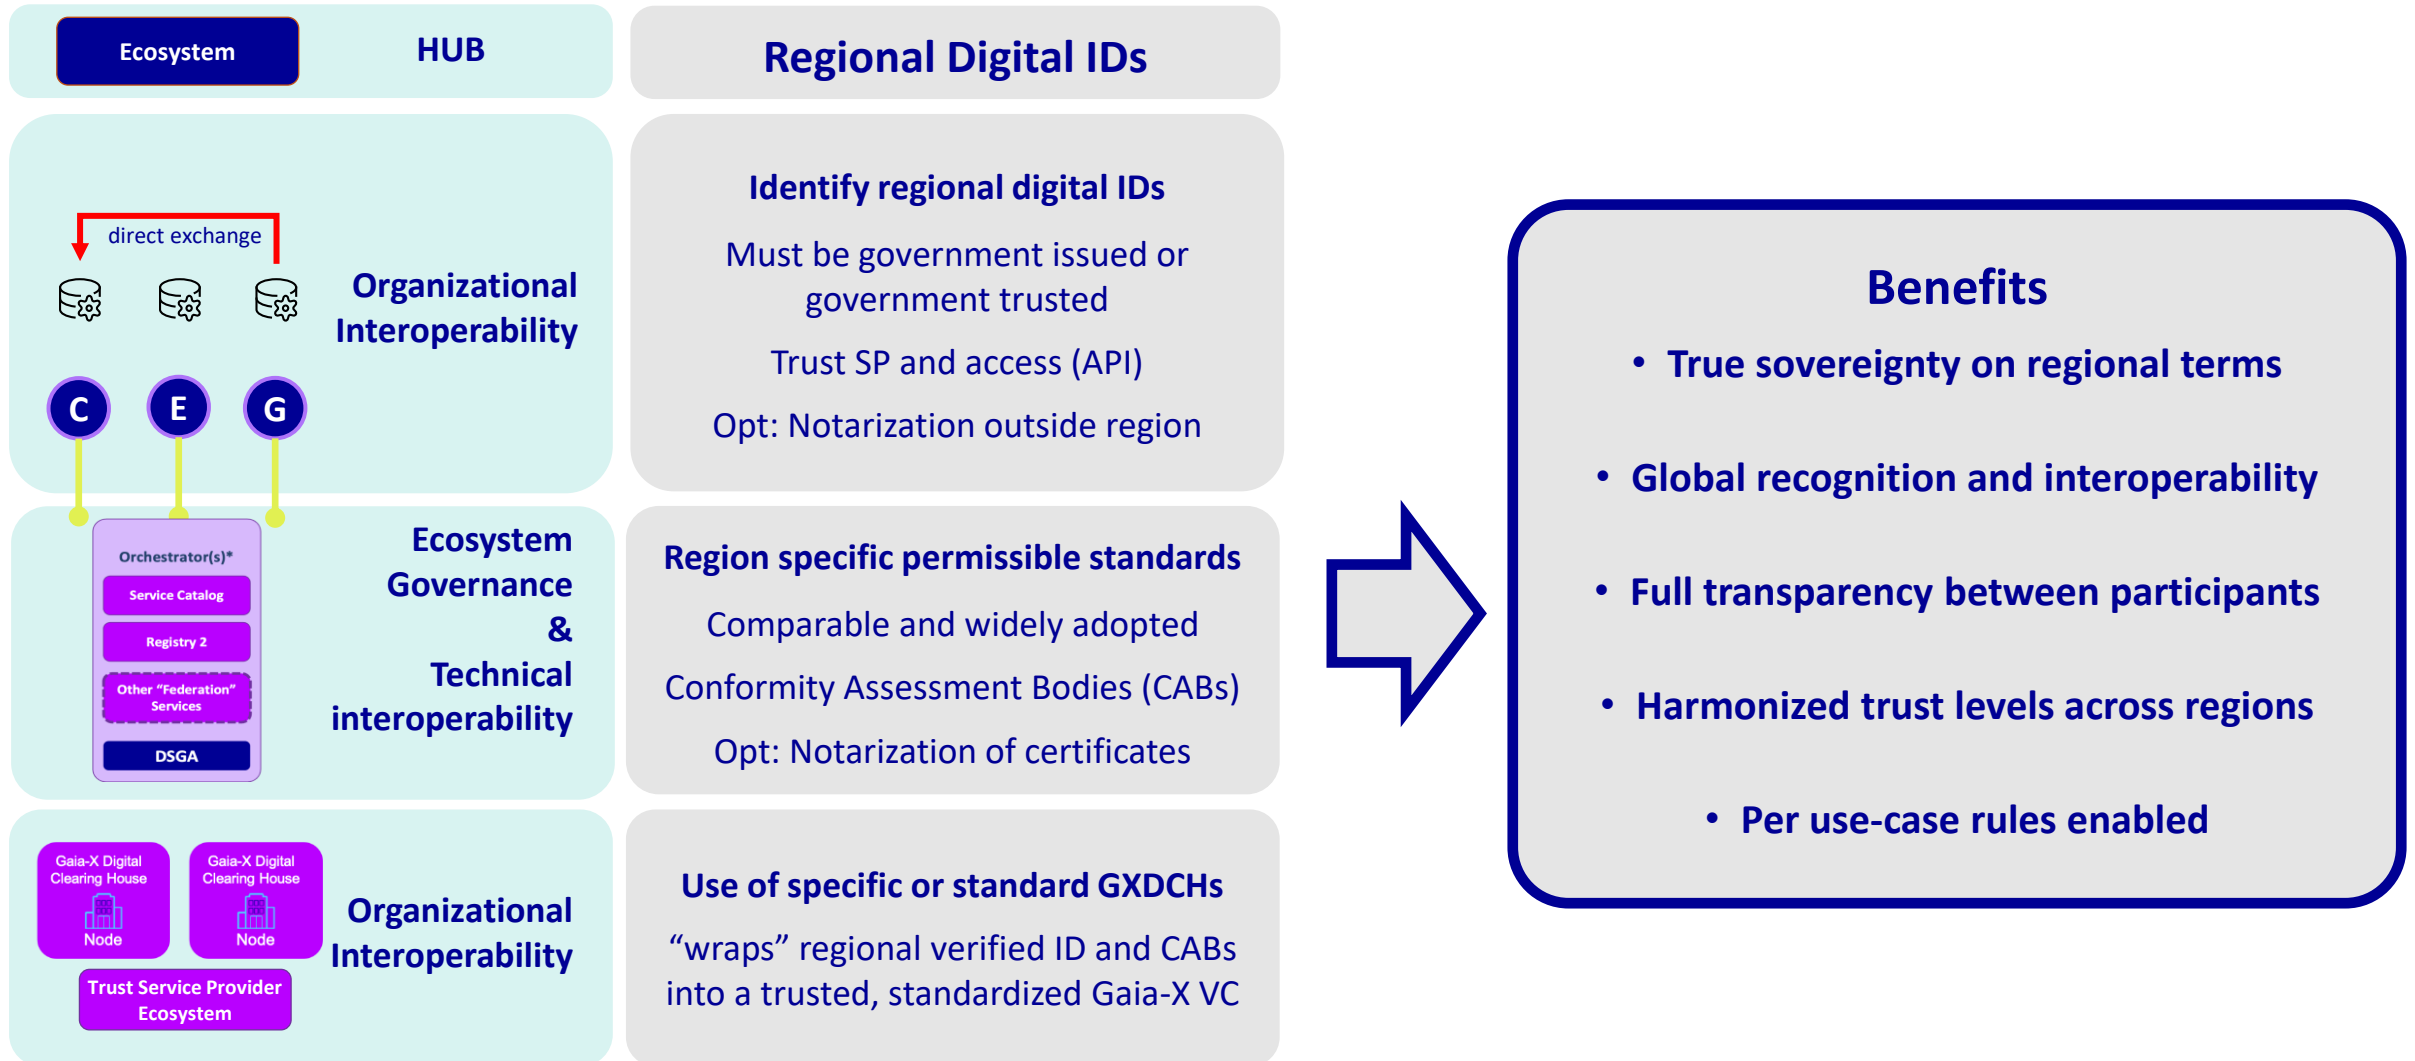 Ecosystem
HUB
Regional Digital IDs
direct exchange
Organizational
Interoperability
C
E
G
Identify regional digital IDs
Must be government issued or
government trusted
Trust SP and access (API)
Opt: Notarization outside region
Orchestrator(s)*
Service Catalog
Registry 2
Other “Federation”
Services
DSGA
Ecosystem
Governance
&
Technical
interoperability
Region specific permissible standards
Comparable and widely adopted
Conformity Assessment Bodies (CABs)
Opt: Notarization of certificates
Gaia-X Digital
Clearing House
Node
Gaia-X Digital
Clearing House
Node
Trust Service Provider
Ecosystem
Organizational
Interoperability
Use of specific or standard GXDCHs
“wraps” regional verified ID and CABs
into a trusted, standardized Gaia-X VC
Benefits
• True sovereignty on regional terms
• Global recognition and interoperability
• Full transparency between participants
• Harmonized trust levels across regions
• Per use-case rules enabled